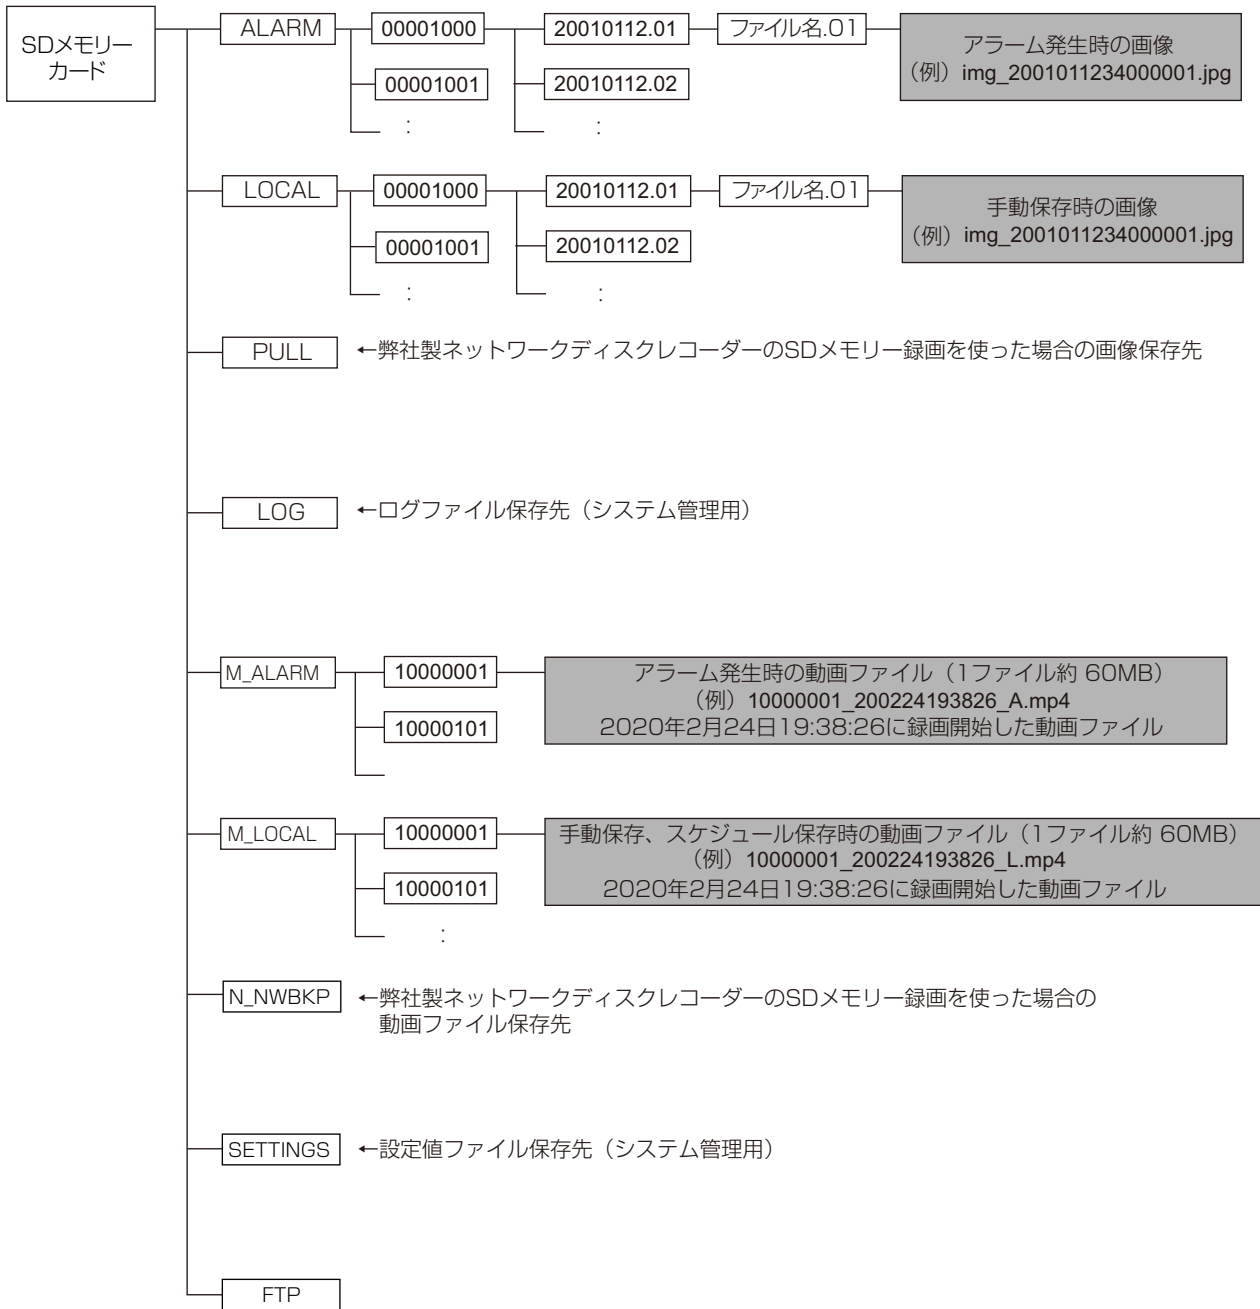 SDメモリー
カード
ALARM
00001000
20010112.01
ファイル名.01
アラーム発生時の画像
（例）img_2001011234000001.jpg
00001001
20010112.02
:
:
LOCAL
00001000
20010112.01
ファイル名.01
手動保存時の画像
（例）img_2001011234000001.jpg
00001001
20010112.02
:
:
PULL
←弊社製ネットワークディスクレコーダーのSDメモリー録画を使った場合の画像保存先
LOG
←ログファイル保存先（システム管理用）
M_ALARM
10000001
アラーム発生時の動画ファイル（1ファイル約 60MB）
（例）10000001_200224193826_A.mp4
2020年2月24日19:38:26に録画開始した動画ファイル
10000101
M_LOCAL
10000001
手動保存、スケジュール保存時の動画ファイル（1ファイル約 60MB）
（例）10000001_200224193826_L.mp4
2020年2月24日19:38:26に録画開始した動画ファイル
10000101
:
N_NWBKP
←弊社製ネットワークディスクレコーダーのSDメモリー録画を使った場合の
動画ファイル保存先
SETTINGS
←設定値ファイル保存先（システム管理用）
FTP